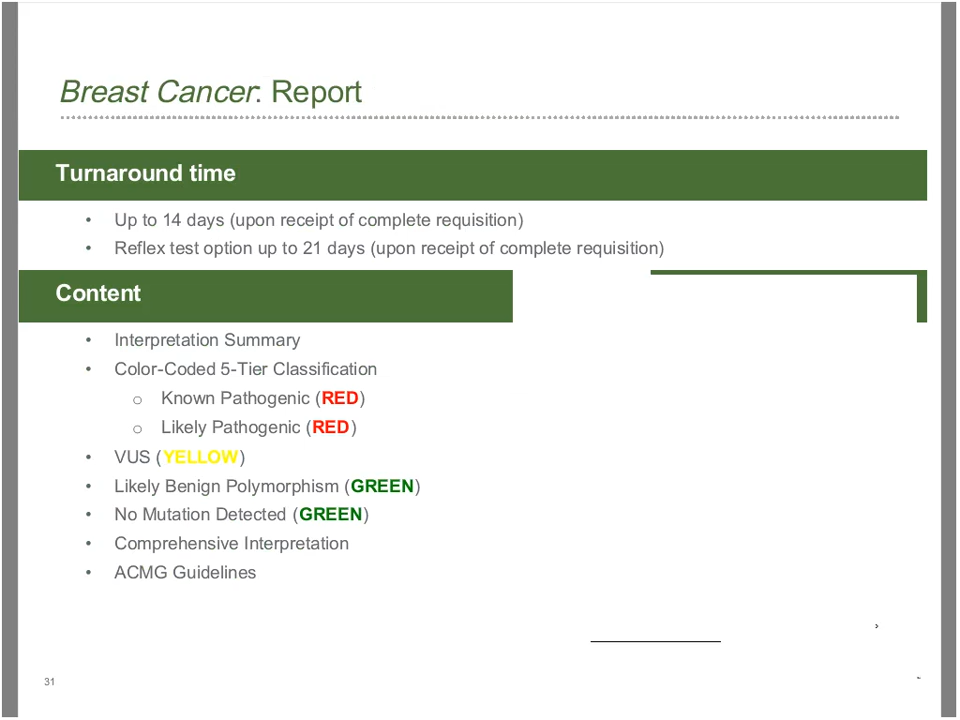 Breast Cancer: Report
Turnaround time
• Up to 14 days (upon receipt of complete requisition)
• Reflex test option up to 21 days (upon receipt of complete requisition)
Content
• Interpretation Summary
• Color-Coded 5-Tier Classification
o Known Pathogenic (RED)
o Likely Pathogenic (RED)
• VUS (YELLOW)
• Likely Benign Polymorphism (GREEN)
• No Mutation Detected (GREEN)
• Comprehensive Interpretation
• ACMG Guidelines
31